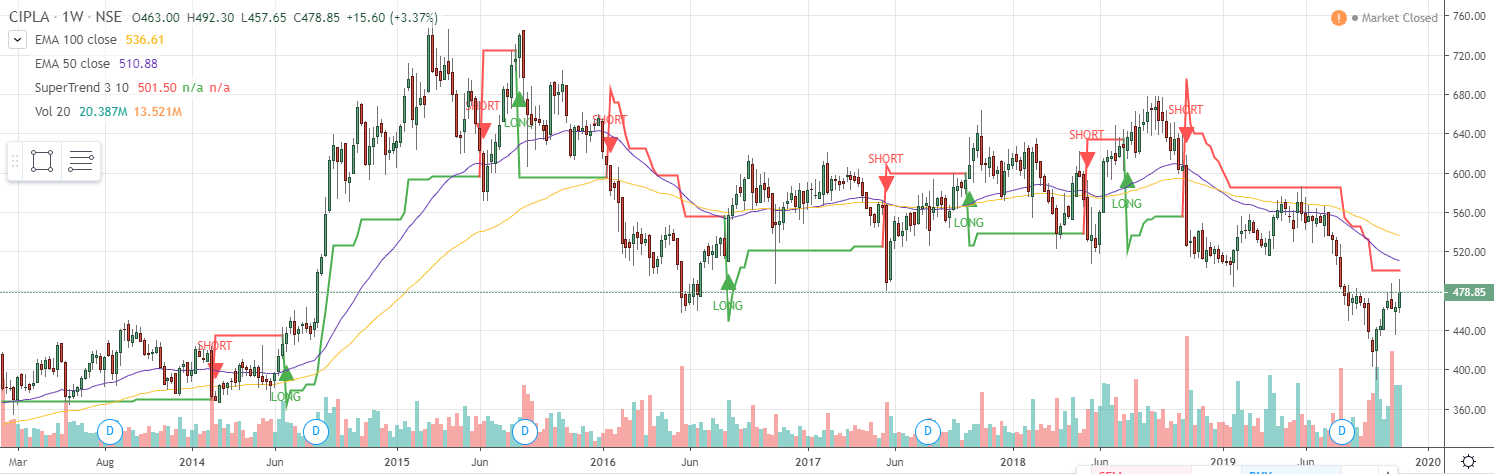 CIPLA · 1W · NSE O463.00 H492.30 L457.65 C478.85 +15.60 (+3.37%)
! Market Closed
EMA 100 close 536.61
EMA 50 close 510.88
SuperTrend 3 10 501.50 n/a n/a
Vol 20 20.387M 13.521M
760.00
720.00
680.00
640.00
600.00
560.00
520.00
478.85
440.00
400.00
360.00
SHORT
LONG
SHORT
LONG
SHORT
LONG
SHORT
LONG
SHORT
LONG
SHORT
D
D
D
D
D
Mar Aug 2014 Jun 2015 Jun 2016 Jun 2017 Jun 2018 Jun 2019 Jun 2020
SELL BUY